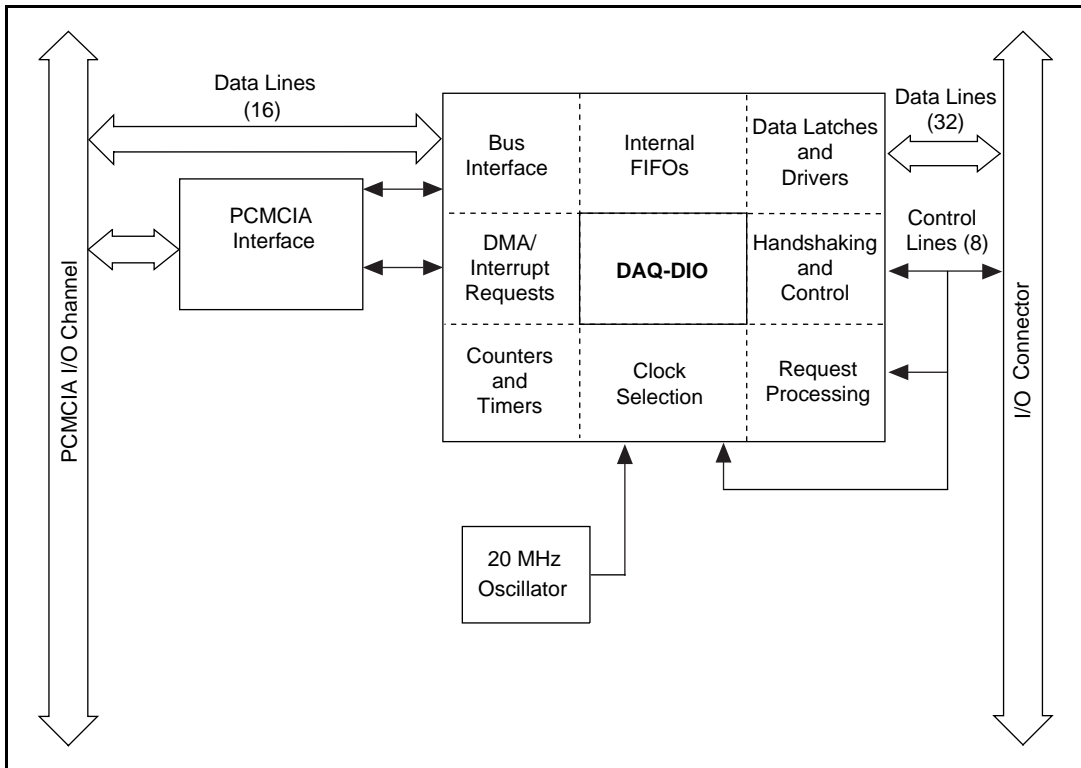 Data Lines
(16)
Data Lines
(32)
Bus
Interface
Internal
FIFOs
Data Latches
and
Drivers
PCMCIA
Interface
Control
Lines (8)
DMA/
Interrupt
Requests
DAQ-DIO
Handshaking
and
Control
PCMCIA I/O Channel
I/O Connector
Counters
and
Timers
Clock
Selection
Request
Processing
20 MHz
Oscillator